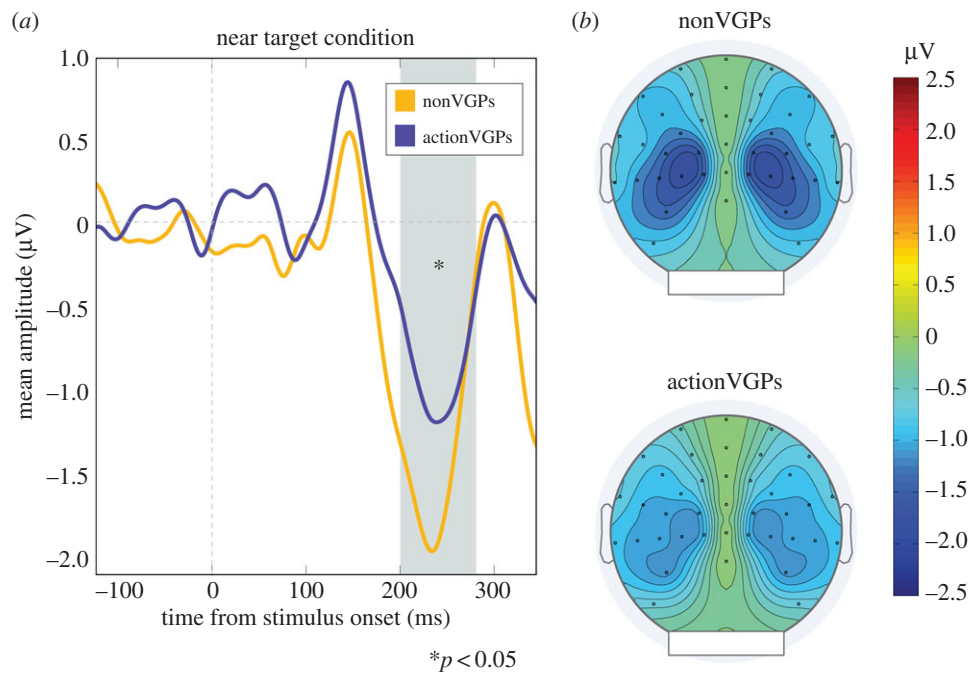 (a)
near target condition
1.0
0.5
0
−0.5
−1.0
−1.5
−2.0
mean amplitude (µV)
nonVGPs
actionVGPs
*
−100 0 100 200 300
time from stimulus onset (ms)
*p < 0.05
(b)
nonVGPs
actionVGPs
µV
2.5
2.0
1.5
1.0
0.5
0
−0.5
−1.0
−1.5
−2.0
−2.5